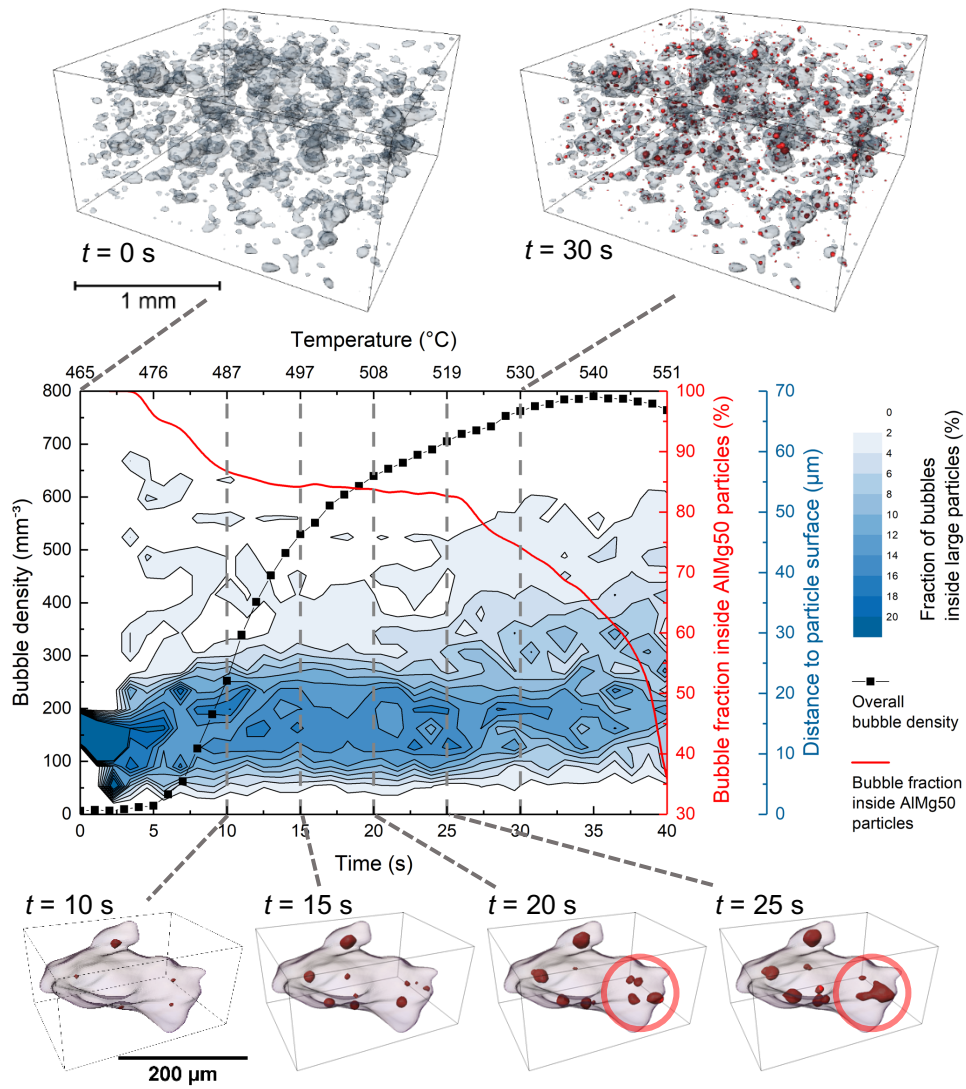 t = 0 s
t = 30 s
1 mm
Temperature (°C)
465 476 487 497 508 519 530 540 551
800
700
600
500
400
300
200
100
0
Bubble density (mm⁻³)
0 5 10 15 20 25 30 35 40
Time (s)
100
90
80
70
60
50
40
30
Bubble fraction inside AlMg50 particles (%)
70
60
50
40
30
20
10
0
Distance to particle surface (µm)
0
2
4
6
8
10
12
14
16
18
20
Fraction of bubbles
inside large particles (%)
Overall
bubble density
Bubble fraction
inside AlMg50
particles
t = 10 s
t = 15 s
t = 20 s
t = 25 s
200 µm